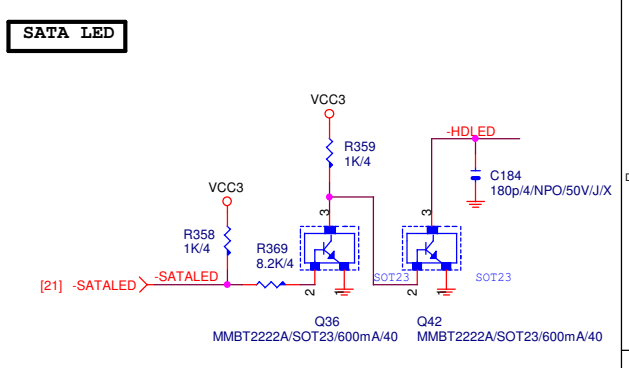 SATA LED
VCC3
-HDLED
R359
1K/4
C184
180p/4/NPO/50V/J/X
VCC3
3
3
R358
1K/4
R369
8.2K/4
[21] -SATALED
-SATALED
2
1
SOT23
2
1
SOT23
Q36
MMBT2222A/SOT23/600mA/40
Q42
MMBT2222A/SOT23/600mA/40